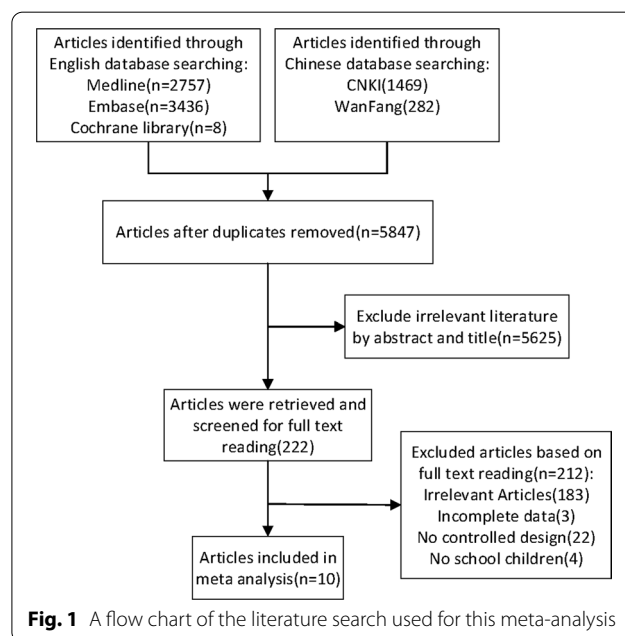 Articles identified through
English database searching:
Medline(n=2757)
Embase(n=3436)
Cochrane library(n=8)
Articles identified through
Chinese database searching:
CNKI(1469)
WanFang(282)
Articles after duplicates removed(n=5847)
Exclude irrelevant literature
by abstract and title(n=5625)
Articles were retrieved and
screened for full text
reading(222)
Excluded articles based on
full text reading(n=212):
Irrelevant Articles(183)
Incomplete data(3)
No controlled design(22)
No school children(4)
Articles included in
meta analysis(n=10)
Fig. 1 A flow chart of the literature search used for this meta-analysis